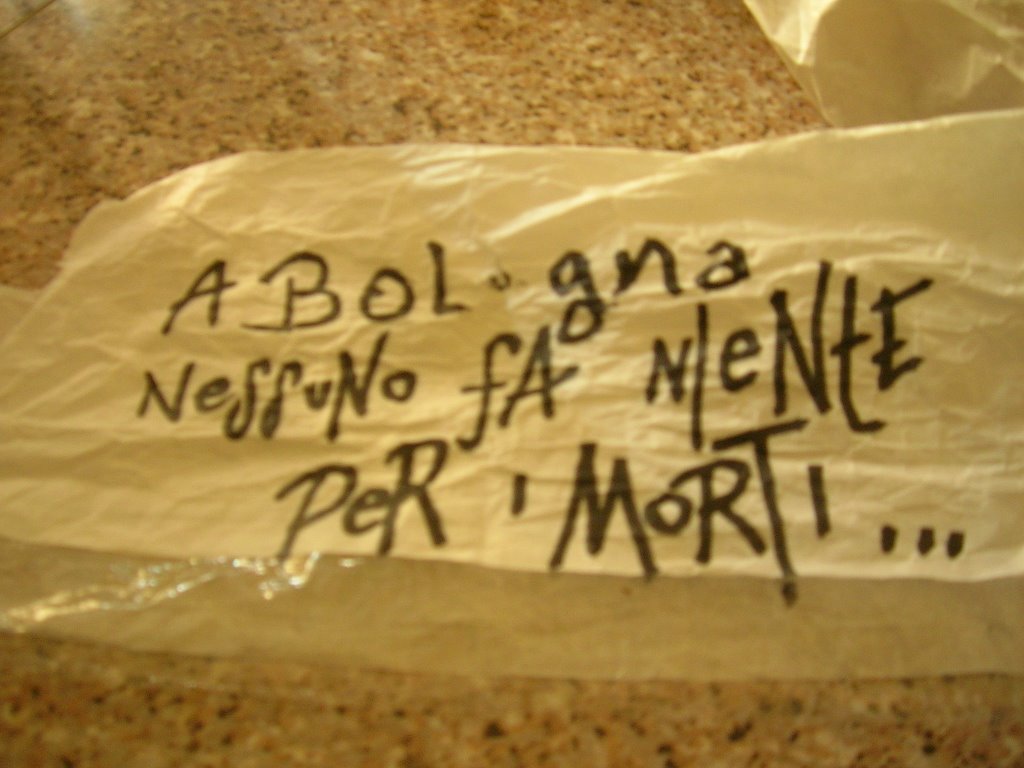 A BOLogna
NessuNo fA NIeNtE
PeR I MoRTI ...